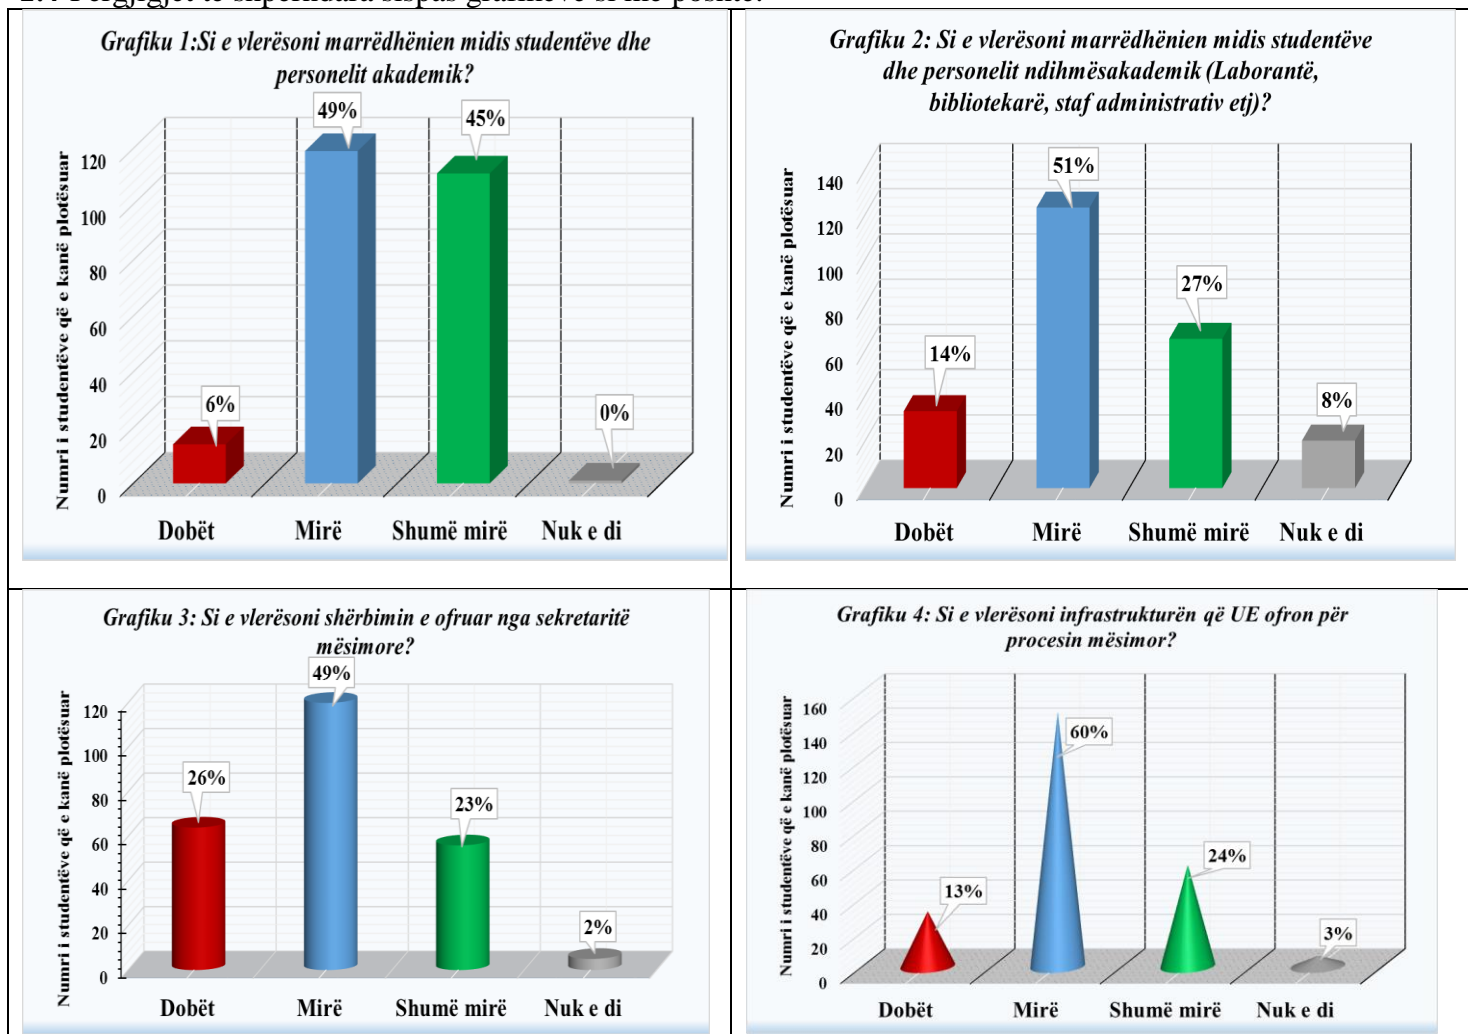 Grafiku 1:Si e vlerësoni marrëdhënien midis studentëve dhe
personelit akademik?
Numri i studentëve që e kanë plotësuar
120
100
80
60
40
20
0
6%
49%
45%
0%
Dobët Mirë Shumë mirë Nuk e di
Grafiku 2: Si e vlerësoni marrëdhënien midis studentëve
dhe personelit ndihmësakademik (Laborantë,
bibliotekarë, staf administrativ etj)?
Numri i studentëve që e kanë plotësuar
140
120
100
80
60
40
20
0
14%
51%
27%
8%
Dobët Mirë Shumë mirë Nuk e di
Grafiku 3: Si e vlerësoni shërbimin e ofruar nga sekretaritë
mësimore?
Numri i studentëve që e kanë plotësuar
120
100
80
60
40
20
0
26%
49%
23%
2%
Dobët Mirë Shumë mirë Nuk e di
Grafiku 4: Si e vlerësoni infrastrukturën që UE ofron për
procesin mësimor?
Numri i studentëve që e kanë plotësuar
160
140
120
100
80
60
40
20
0
13%
60%
24%
3%
Dobët Mirë Shumë mirë Nuk e di